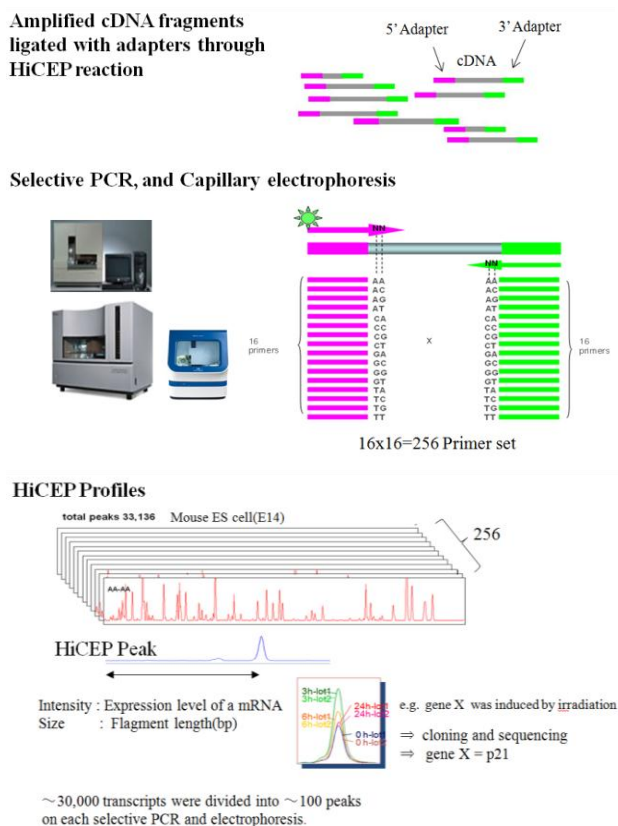 Amplified cDNA fragments
ligated with adapters through
HiCEP reaction
5' Adapter
3' Adapter
cDNA
Selective PCR, and Capillary electrophoresis
NN
NN
AA AA
AC AC
AG AG
AT AT
CA CA
CC CC
CG CG
CT CT
GA GA
GC GC
GG GG
GT GT
TA TA
TC TC
TG TG
TT TT
16
primers
x
16
primers
16x16=256 Primer set
HiCEP Profiles
total peaks 33,136 Mouse ES cell(E14)
256
AA-AA
HiCEP Peak
Intensity : Expression level of a mRNA
Size : Flagment length(bp)
3h-lot1
3h-lot2
6h-lot1
6h-lot2
24h-lot1
24h-lot2
0h-lot1
0h-lot2
e.g. gene X was induced by irradiation
⇒ cloning and sequencing
⇒ gene X = p21
～30,000 transcripts were divided into ～100 peaks
on each selective PCR and electrophoresis.